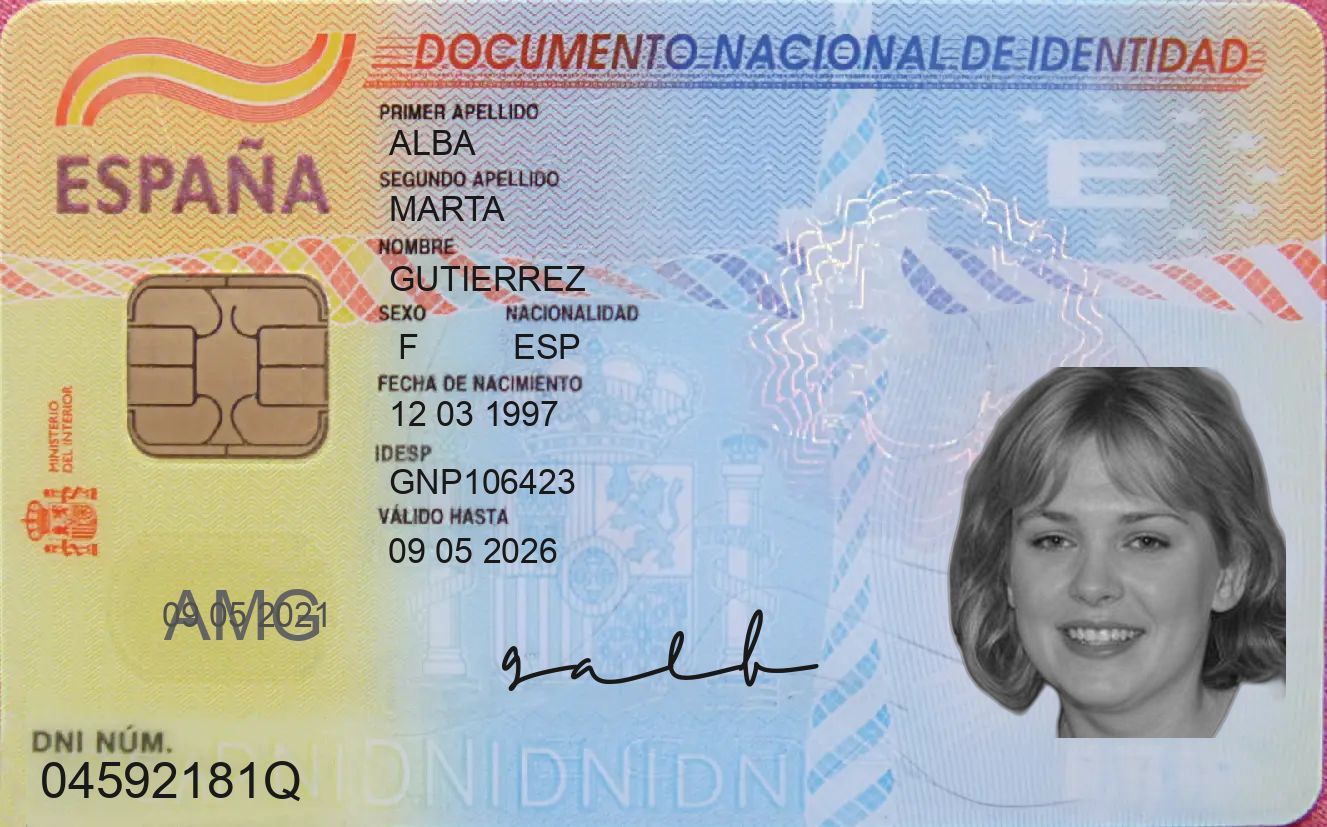 DOCUMENTO NACIONAL DE IDENTIDAD
ESPAÑA
PRIMER APELLIDO
ALBA
SEGUNDO APELLIDO
MARTA
NOMBRE
GUTIERREZ
SEXO NACIONALIDAD
F ESP
FECHA DE NACIMIENTO
12 03 1997
IDESP
GNP106423
VÁLIDO HASTA
09 05 2026
MINISTERIO
DEL INTERIOR
E
09 05 2021
AMG
galb
DNI NÚM.
04592181Q
DNIDNIDNIDNI